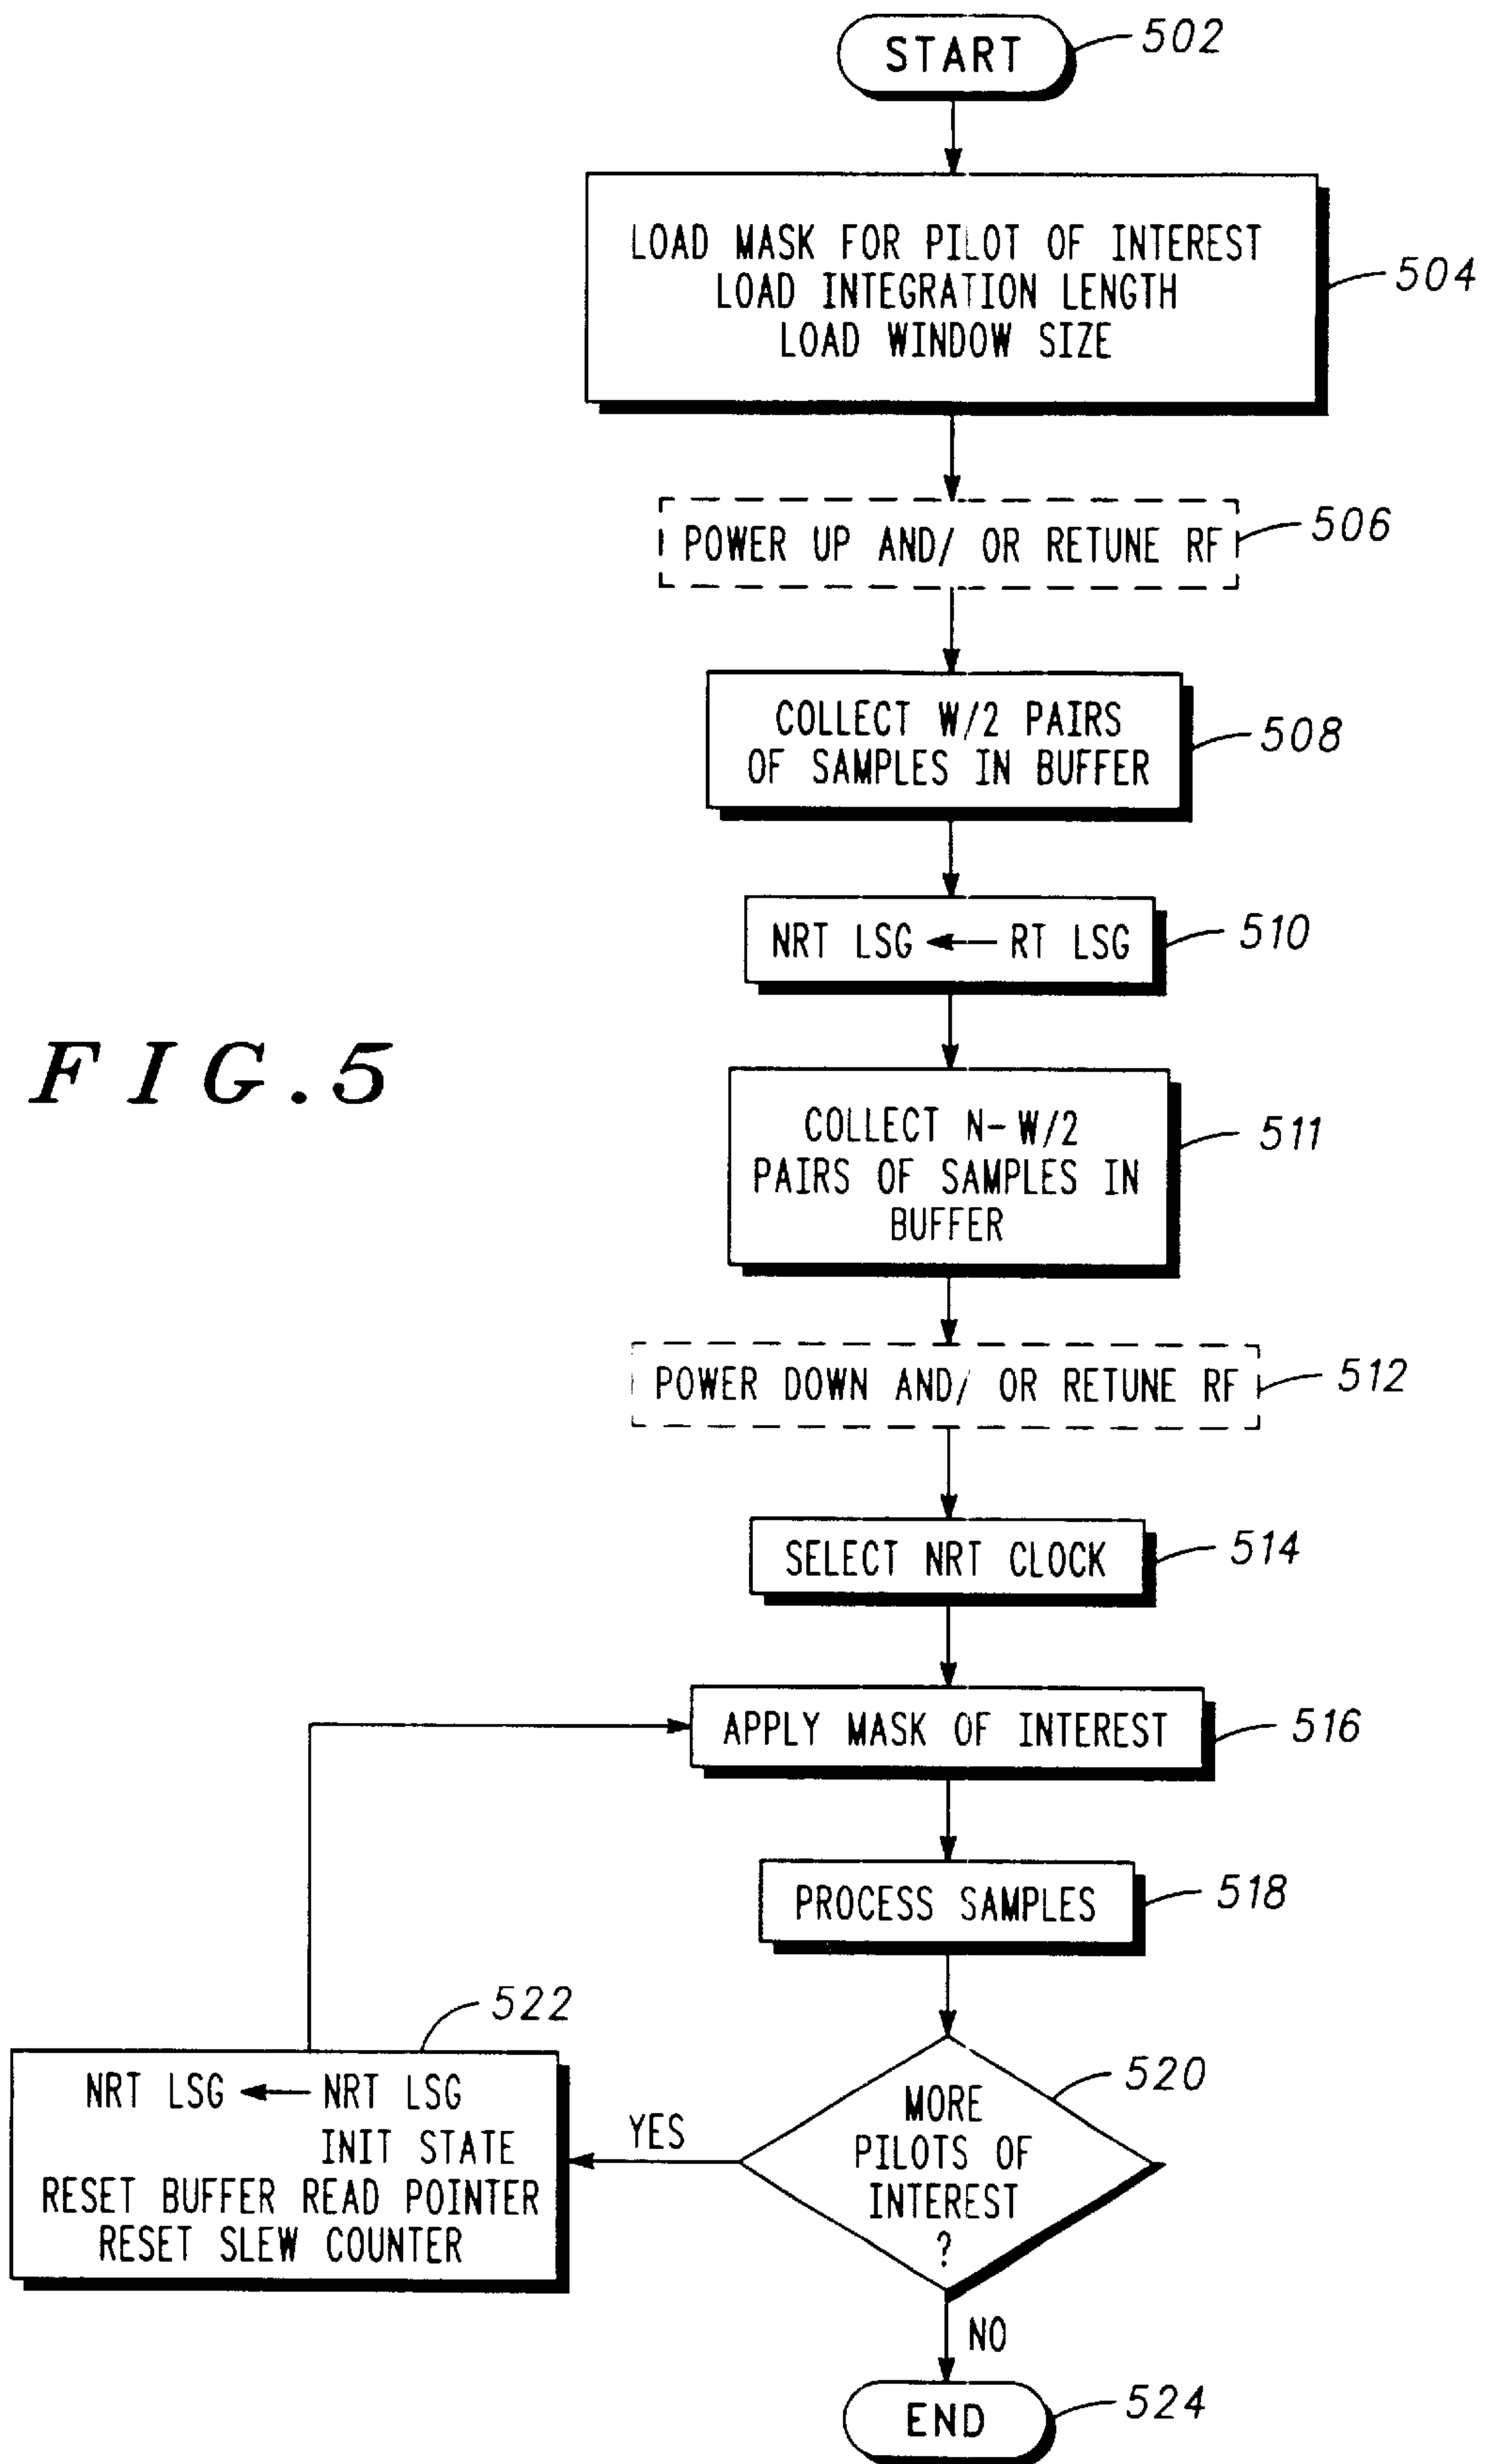 START
502
LOAD MASK FOR PILOT OF INTEREST
LOAD INTEGRATION LENGTH
LOAD WINDOW SIZE
504
POWER UP AND/ OR RETUNE RF
506
COLLECT W/2 PAIRS
OF SAMPLES IN BUFFER
508
NRT LSG ← RT LSG
510
FIG.5
COLLECT N-W/2
PAIRS OF SAMPLES IN
BUFFER
511
POWER DOWN AND/ OR RETUNE RF
512
SELECT NRT CLOCK
514
APPLY MASK OF INTEREST
516
PROCESS SAMPLES
518
522
NRT LSG ← NRT LSG
INIT STATE
RESET BUFFER READ POINTER
RESET SLEW COUNTER
YES
MORE
PILOTS OF
INTEREST
?
520
NO
END
524